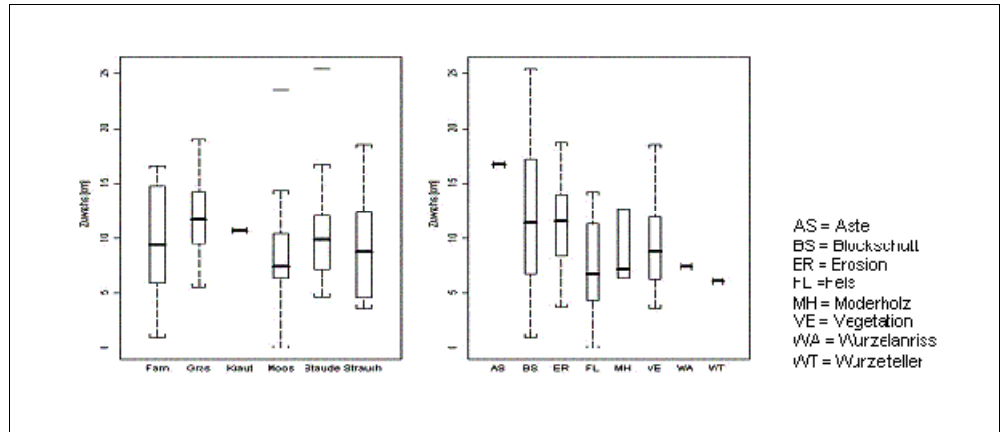 Zuwachs [cm]
25
20
15
10
5
0
Farn Gras Kraut Moos Staude Strauch
Zuwachs [cm]
25
20
15
10
5
0
AS BS ER FL MH VE WA WT
AS = Äste
BS = Blockschutt
ER = Erosion
FL =Fels
MH = Moderholz
VE = Vegetation
WA = Wurzelanriss
WT = Wurzelteller